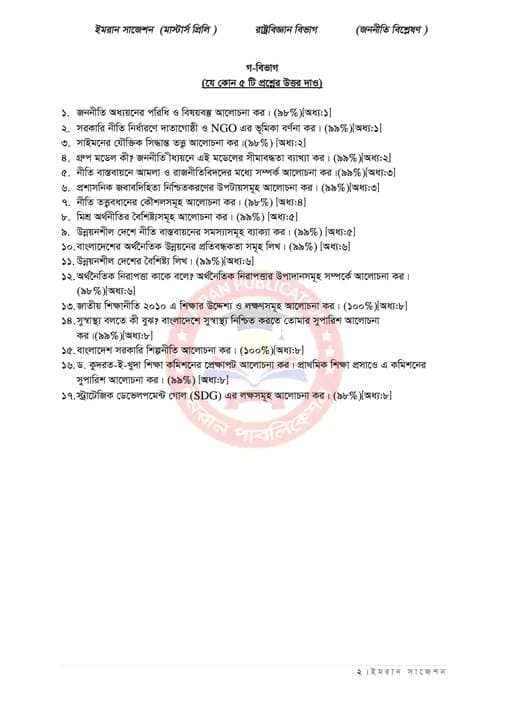 ইমরান সাজেশন (মাস্টার্স প্রিলি ) রাষ্ট্রবিজ্ঞান বিভাগ (জননীতি বিশ্লেষণ )
গ-বিভাগ
(যে কোন ৫ টি প্রশ্নের উত্তর দাও)
১. জননীতি অধ্যয়নের পরিধি ও বিষয়বস্তু আলোচনা কর। (৯৮%)[অধ্য:১]
২. সরকারি নীতি নির্ধারণে দাতাগোষ্ঠী ও NGO এর ভূমিকা বর্ণনা কর। (৯৯%)[অধ্য:১]
৩. সাইমনের যৌক্তিক সিদ্ধান্ত তত্ত্ব আলোচনা কর।(৯৮%) [অধ্য:২]
৪. গ্রুপ মডেল কী? জননীতি ধ্যয়নে এই মডেলের সীমাবদ্ধতা ব্যাখ্যা কর। (৯৯%)[অধ্য:২]
৫. নীতি বাস্তবায়নে আমলা ও রাজনীতিবিদদের মধ্যে সম্পর্ক আলোচনা কর।(৯৯%)[অধ্য:৩]
৬. প্রশাসনিক জবাবদিহিতা নিশ্চিতকরণের উপটায়সমূহ আলোচনা কর। (৯৯%)[অধ্য:৩]
৭. নীতি তত্ত্বাবধানের কৌশলসমূহ আলোচনা কর। (৯৮%) [অধ্য:৪]
৮. মিশ্র অর্থনীতির বৈশিষ্ট্যসমূহ আলোচনা কর। (৯৯%) [অধ্য:৫]
৯. উন্নয়নশীল দেশে নীতি বাস্তবায়নের সমস্যাসমূহ ব্যাক্যা কর। (৯৯%) [অধ্য:৫]
১০. বাংলাদেশের অর্থনৈতিক উন্নয়নের প্রতিবন্ধকতা সমূহ লিখ। (৯৯%) [অধ্য:৬]
১১. উন্নয়নশীল দেশের বৈশিষ্ট্য লিখ। (৯৯%)[অধ্য:৬]
১২. অর্থনৈতিক নিরাপত্তা কাকে বলে? অর্থনৈতিক নিরাপত্তার উপাদানসমূহ সম্পর্কে আলোচনা কর।
(৯৮%)[অধ্য:৬]
১৩. জাতীয় শিক্ষানীতি ২০১০ এ শিক্ষার উদ্দেশ্য ও লক্ষণসমূহ আলোচনা কর। (১০০%)[অধ্য:৮]
১৪. সুস্বাস্থ্য বলতে কী বুঝ? বাংলাদেশে সুস্বাস্থ্য নিশ্চিত করতে তোমার সুপারিশ আলোচনা
কর।(৯৯%)[অধ্য:৮]
১৫. বাংলাদেশ সরকারি শিল্পনীতি আলোচনা কর। (১০০%)[অধ্য:৮]
১৬. ড. কুদরত-ই-খুদা শিক্ষা কমিশনের প্রেক্ষাপট আলোচনা কর। প্রাথমিক শিক্ষা প্রসাওে এ কমিশনের
সুপারিশ আলোচনা কর। (৯৯%) [অধ্য:৮]
১৭. স্ট্রাটেজিক ডেভেলপমেন্ট গোল (SDG) এর লক্ষসমূহ আলোচনা কর। (৯৮%)[অধ্য:৮]
IMRAN PUBLICATION
ইমরান পাবলিকেশন
২ । ই ম রা ন সা জে শ ন